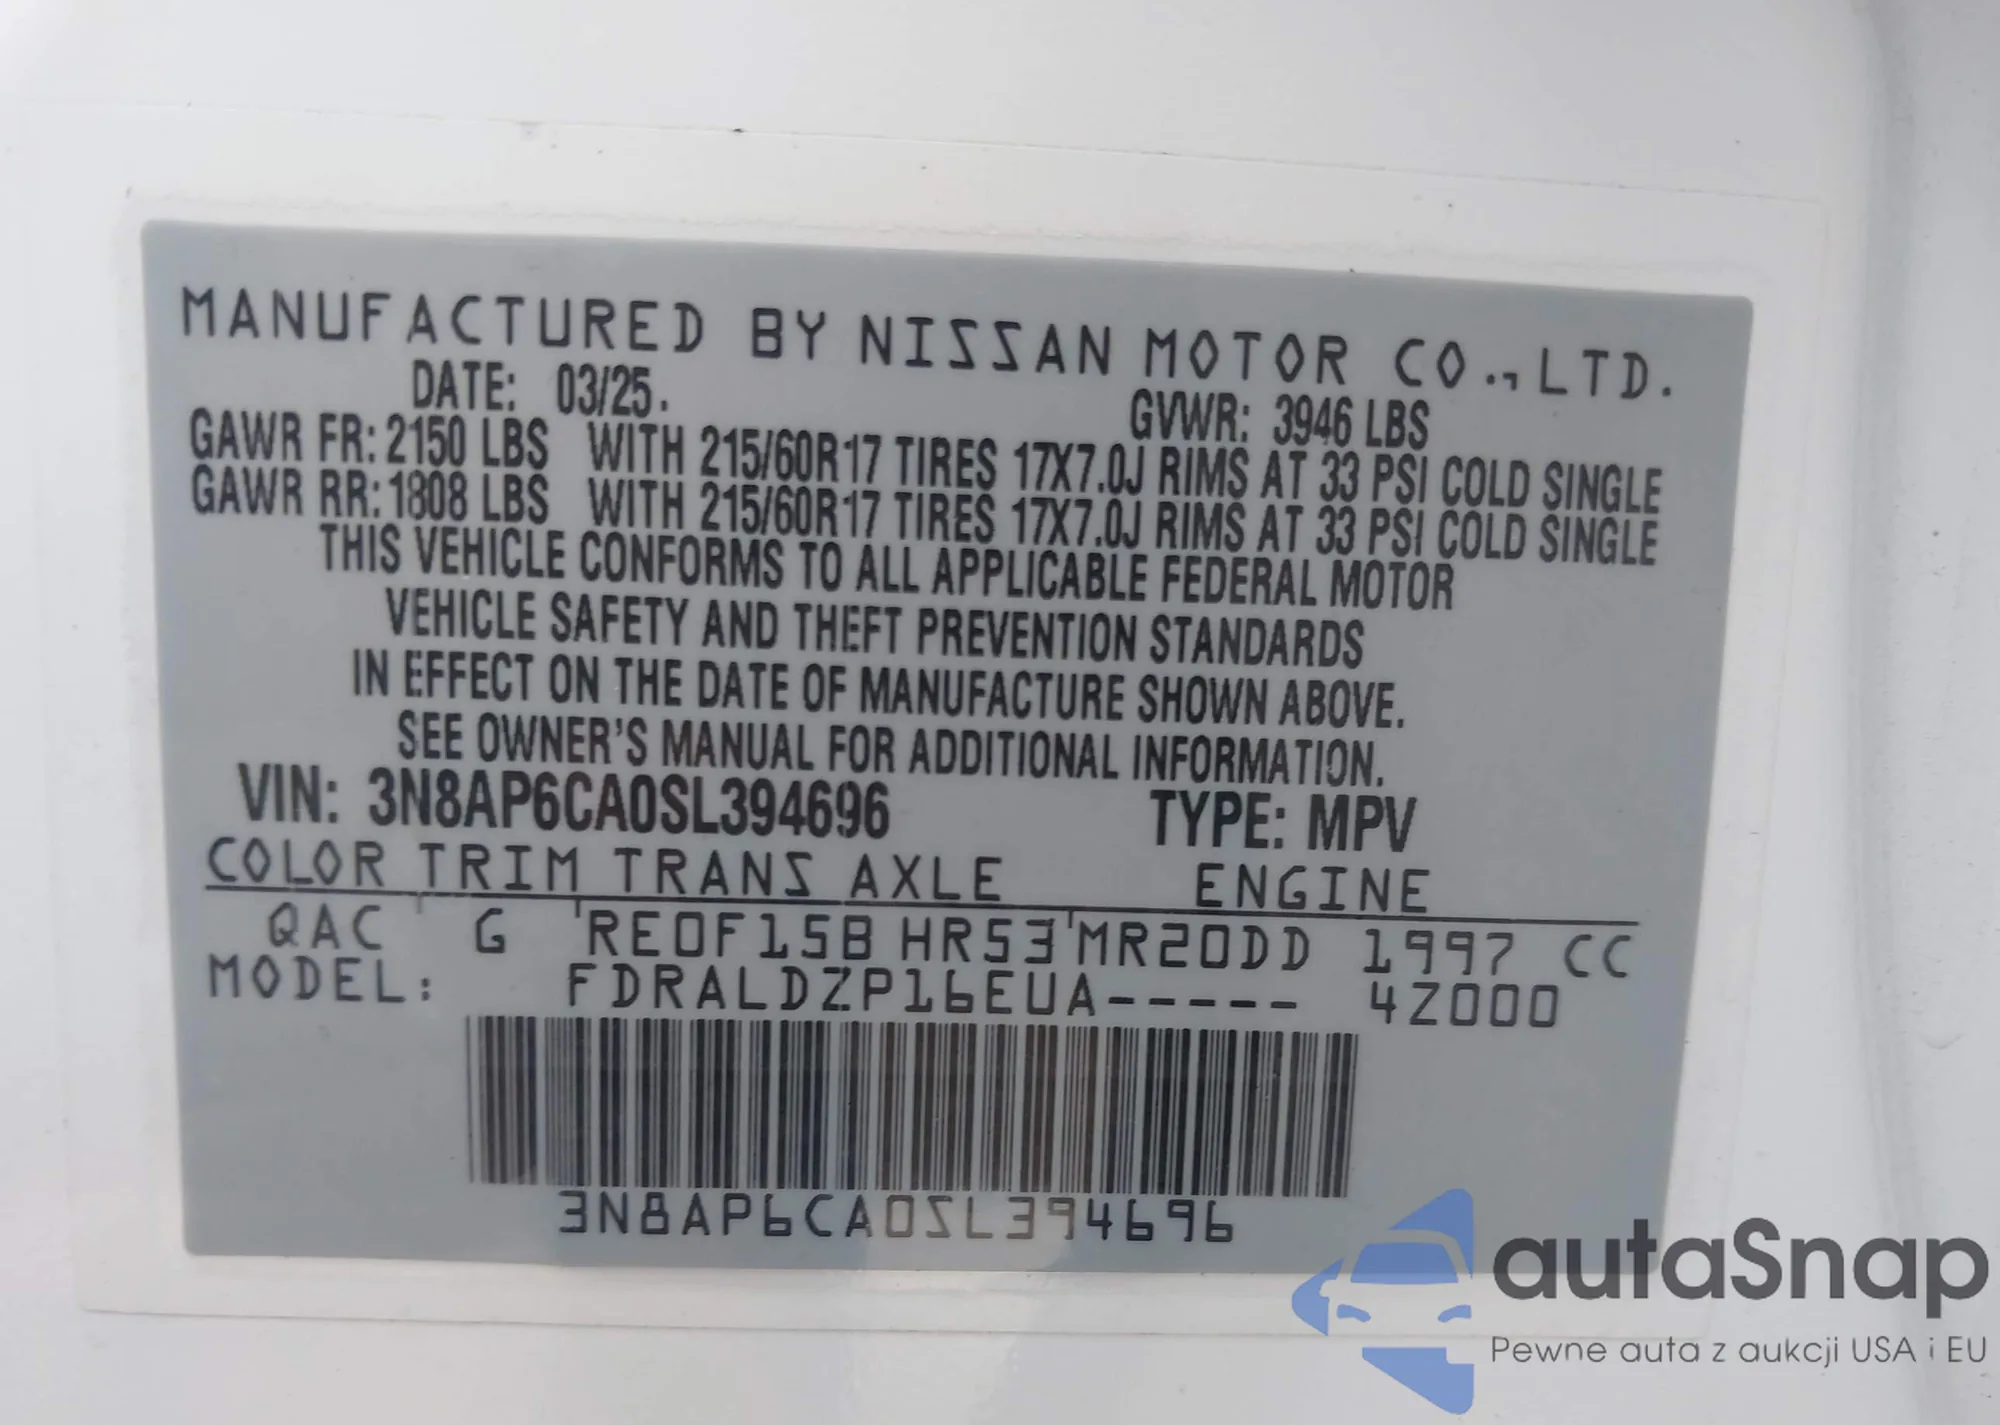 MANUFACTURED BY NISSAN MOTOR CO., LTD.
DATE: 03/25. GVWR: 3946 LBS
GAWR FR: 2150 LBS WITH 215/60R17 TIRES 17X7.0J RIMS AT 33 PSI COLD SINGLE
GAWR RR: 1808 LBS WITH 215/60R17 TIRES 17X7.0J RIMS AT 33 PSI COLD SINGLE
THIS VEHICLE CONFORMS TO ALL APPLICABLE FEDERAL MOTOR
VEHICLE SAFETY AND THEFT PREVENTION STANDARDS
IN EFFECT ON THE DATE OF MANUFACTURE SHOWN ABOVE.
SEE OWNER'S MANUAL FOR ADDITIONAL INFORMATION.
VIN: 3N8AP6CA0SL394696 TYPE: MPV
COLOR TRIM TRANS AXLE ENGINE
QAC G RE0F15B HR53 MR20DD 1997 CC
MODEL: FDRALDZP16EUA----- 4Z000
3N8AP6CA0SL394696
autaSnap
Pewne auta z aukcji USA i EU